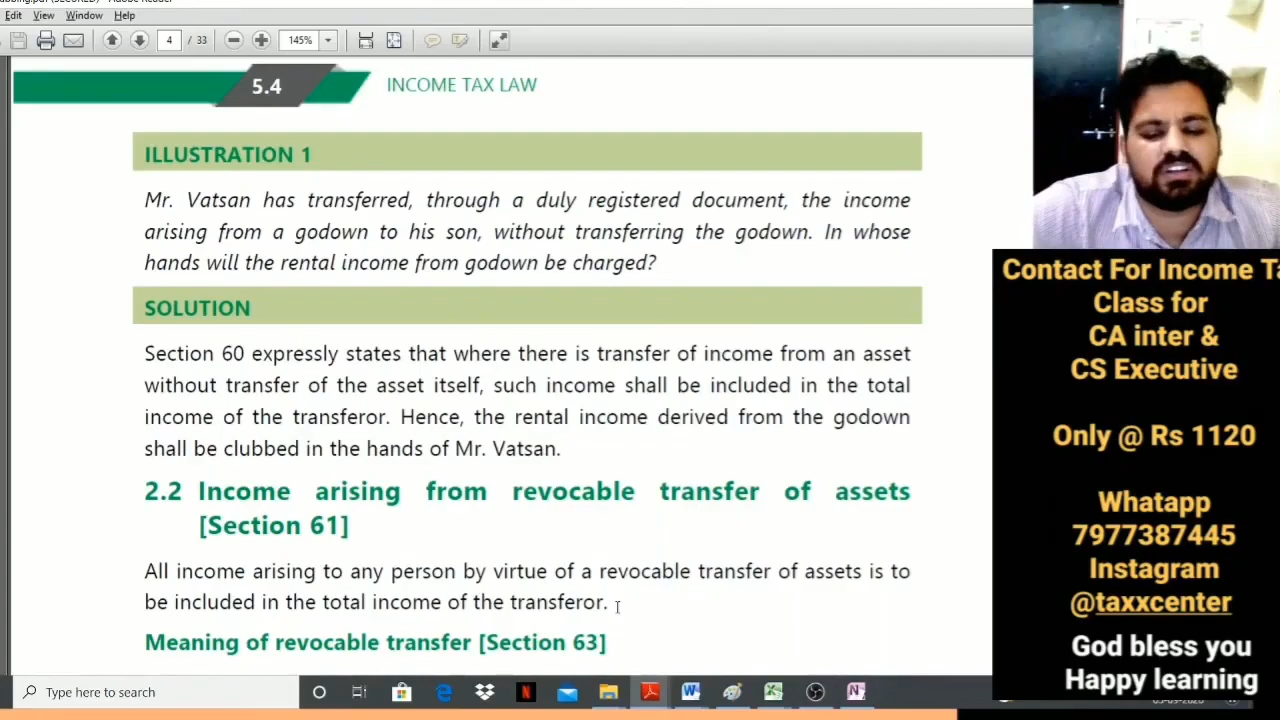 Edit View Window Help
4 / 33 145%
5.4 INCOME TAX LAW
ILLUSTRATION 1
Mr. Vatsan has transferred, through a duly registered document, the income
arising from a godown to his son, without transferring the godown. In whose
hands will the rental income from godown be charged?
SOLUTION
Section 60 expressly states that where there is transfer of income from an asset
without transfer of the asset itself, such income shall be included in the total
income of the transferor. Hence, the rental income derived from the godown
shall be clubbed in the hands of Mr. Vatsan.
2.2 Income arising from revocable transfer of assets
[Section 61]
All income arising to any person by virtue of a revocable transfer of assets is to
be included in the total income of the transferor.
Meaning of revocable transfer [Section 63]
Contact For Income Ta
Class for
CA inter &
CS Executive
Only @ Rs 1120
Whatapp
7977387445
Instagram
@taxxcenter
God bless you
Happy learning
Type here to search